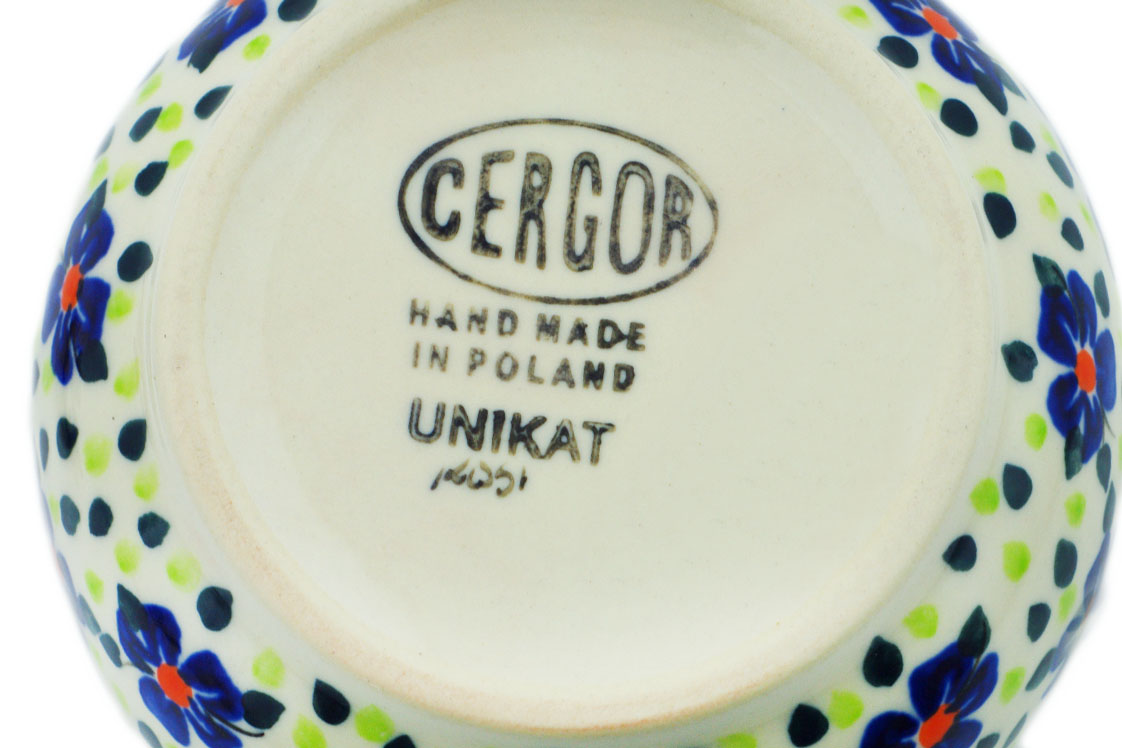 CERGOR
HAND MADE
IN POLAND
UNIKAT